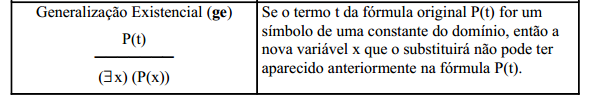 Generalização Existencial (ge)
P(t)
(∃x) (P(x))
Se o termo t da fórmula original P(t) for um
símbolo de uma constante do domínio, então a
nova variável x que o substituirá não pode ter
aparecido anteriormente na fórmula P(t).